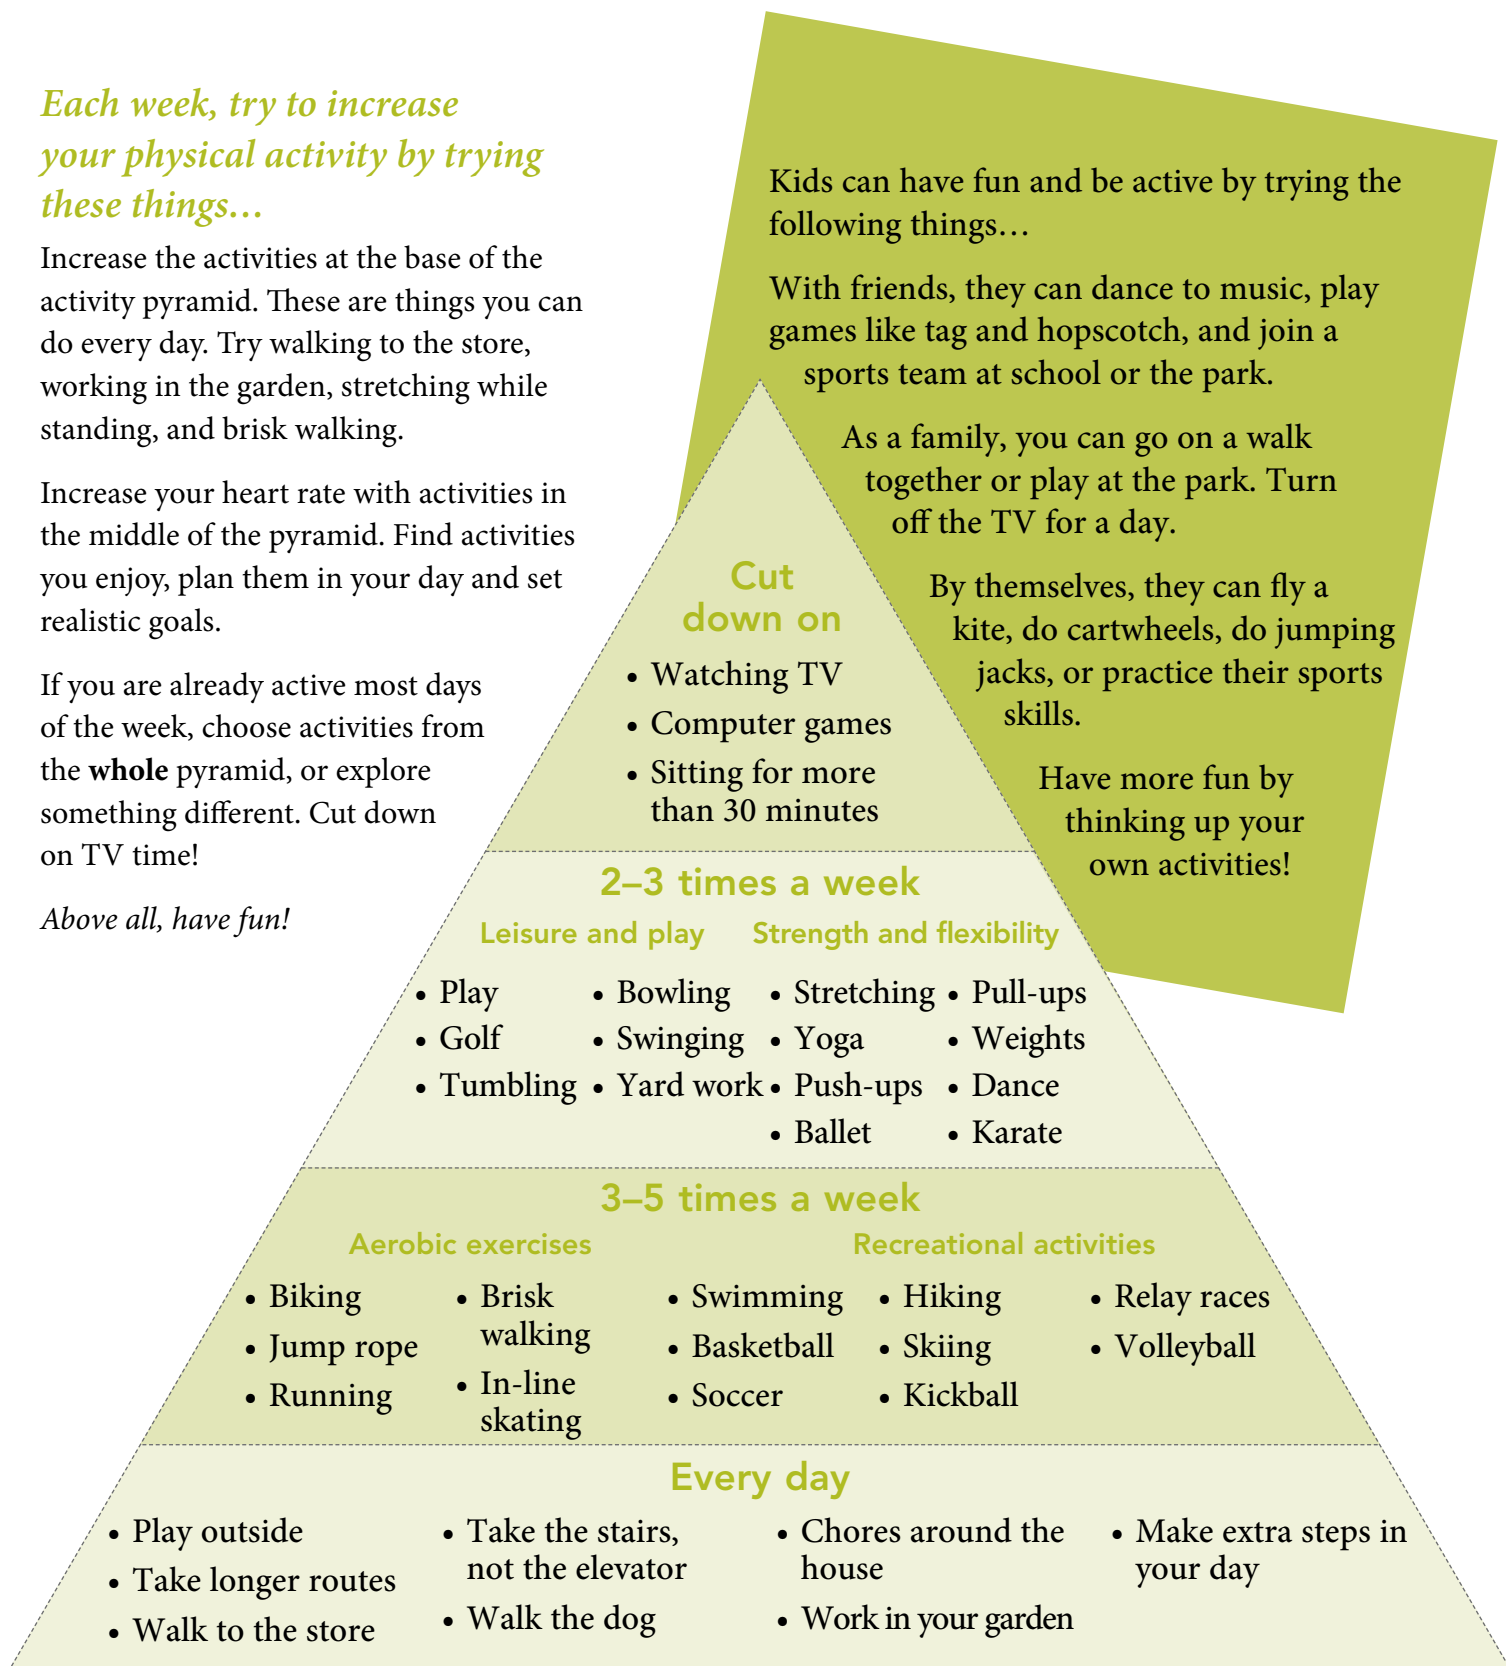 Each week, try to increase
your physical activity by trying
these things…
Increase the activities at the base of the
activity pyramid. These are things you can
do every day. Try walking to the store,
working in the garden, stretching while
standing, and brisk walking.
Increase your heart rate with activities in
the middle of the pyramid. Find activities
you enjoy, plan them in your day and set
realistic goals.
If you are already active most days
of the week, choose activities from
the whole pyramid, or explore
something different. Cut down
on TV time!
Above all, have fun!
Kids can have fun and be active by trying the
following things…
With friends, they can dance to music, play
games like tag and hopscotch, and join a
sports team at school or the park.
As a family, you can go on a walk
together or play at the park. Turn
off the TV for a day.
By themselves, they can fly a
kite, do cartwheels, do jumping
jacks, or practice their sports
skills.
Have more fun by
thinking up your
own activities!
Cut
down on
• Watching TV
• Computer games
• Sitting for more
than 30 minutes
2–3 times a week
Leisure and play
• Play
• Golf
• Tumbling
• Bowling
• Swinging
• Yard work
Strength and flexibility
• Stretching
• Yoga
• Push-ups
• Ballet
• Pull-ups
• Weights
• Dance
• Karate
3–5 times a week
Aerobic exercises
Recreational activities
• Biking
• Jump rope
• Running
• Brisk
walking
• In-line
skating
• Swimming
• Basketball
• Soccer
• Hiking
• Skiing
• Kickball
• Relay races
• Volleyball
Every day
• Play outside
• Take longer routes
• Walk to the store
• Take the stairs,
not the elevator
• Walk the dog
• Chores around the
house
• Work in your garden
• Make extra steps in
your day